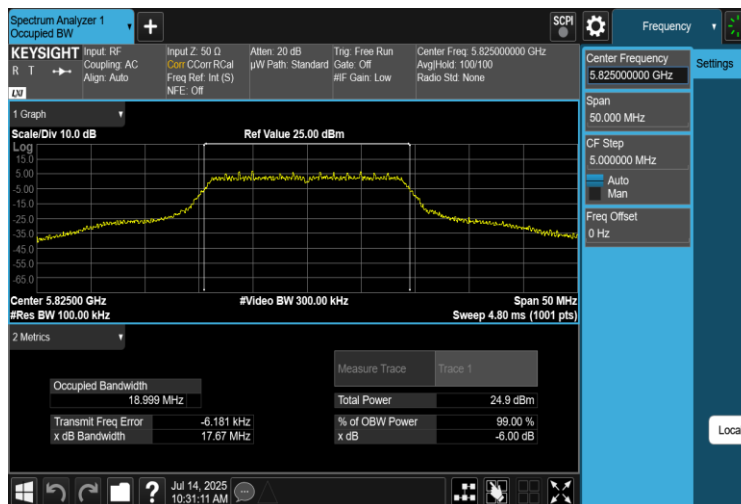 Spectrum Analyzer 1
Occupied BW
SCPI
Frequency
KEYSIGHT
R T
LXI
Input: RF
Coupling: AC
Align: Auto
Input Z: 50 Ω
Corr CCorr RCal
Freq Ref: Int (S)
NFE: Off
Atten: 20 dB
µW Path: Standard
Trig: Free Run
Gate: Off
#IF Gain: Low
Center Freq: 5.825000000 GHz
Avg|Hold: 100/100
Radio Std: None
Center Frequency
5.825000000 GHz
Settings
Span
50.000 MHz
CF Step
5.000000 MHz
Auto
Man
Freq Offset
0 Hz
Local
1 Graph
Scale/Div 10.0 dB
Ref Value 25.00 dBm
Log
15.0
5.00
-5.00
-15.0
-25.0
-35.0
-45.0
-55.0
-65.0
Center 5.82500 GHz
#Video BW 300.00 kHz
Span 50 MHz
#Res BW 100.00 kHz
Sweep 4.80 ms (1001 pts)
2 Metrics
Measure Trace
Trace 1
Occupied Bandwidth
18.999 MHz
Total Power
24.9 dBm
Transmit Freq Error
-6.181 kHz
% of OBW Power
99.00 %
x dB Bandwidth
17.67 MHz
x dB
-6.00 dB
?
Jul 14, 2025
10:31:11 AM